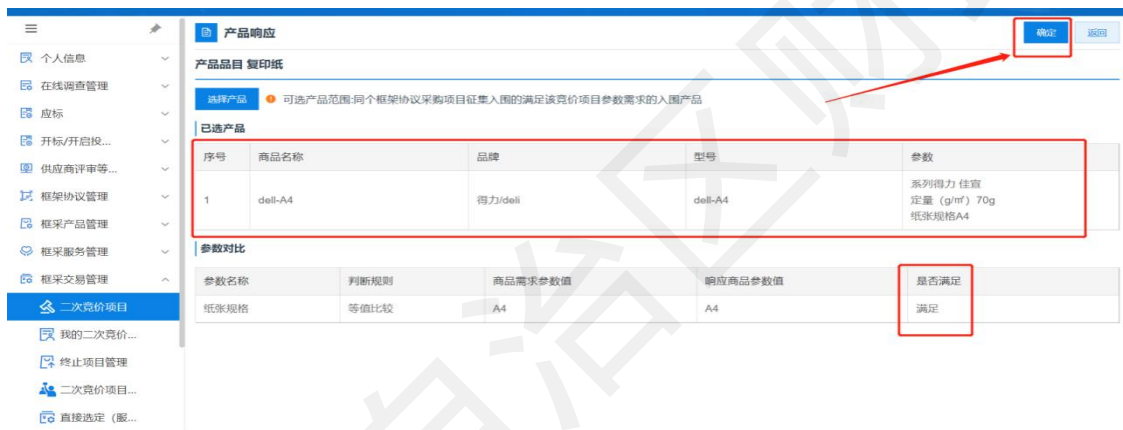 产品响应
确定
返回
个人信息
在线调查管理
应标
开标/开启投...
供应商评审等...
框架协议管理
框采产品管理
框采服务管理
框采交易管理
二次竞价项目
我的二次竞价...
终止项目管理
二次竞价项目...
直接选定（服...
产品品目 复印纸
选择产品
可选产品范围:同个框架协议采购项目征集入围的满足该竞价项目参数需求的入围产品
已选产品
序号 商品名称 品牌 型号 参数
1 dell-A4 得力/deli dell-A4 系列得力 佳宣
定量（g/㎡）70g
纸张规格A4
参数对比
参数名称 判断规则 商品需求参数值 响应商品参数值 是否满足
纸张规格 等值比较 A4 A4 满足
自治区财